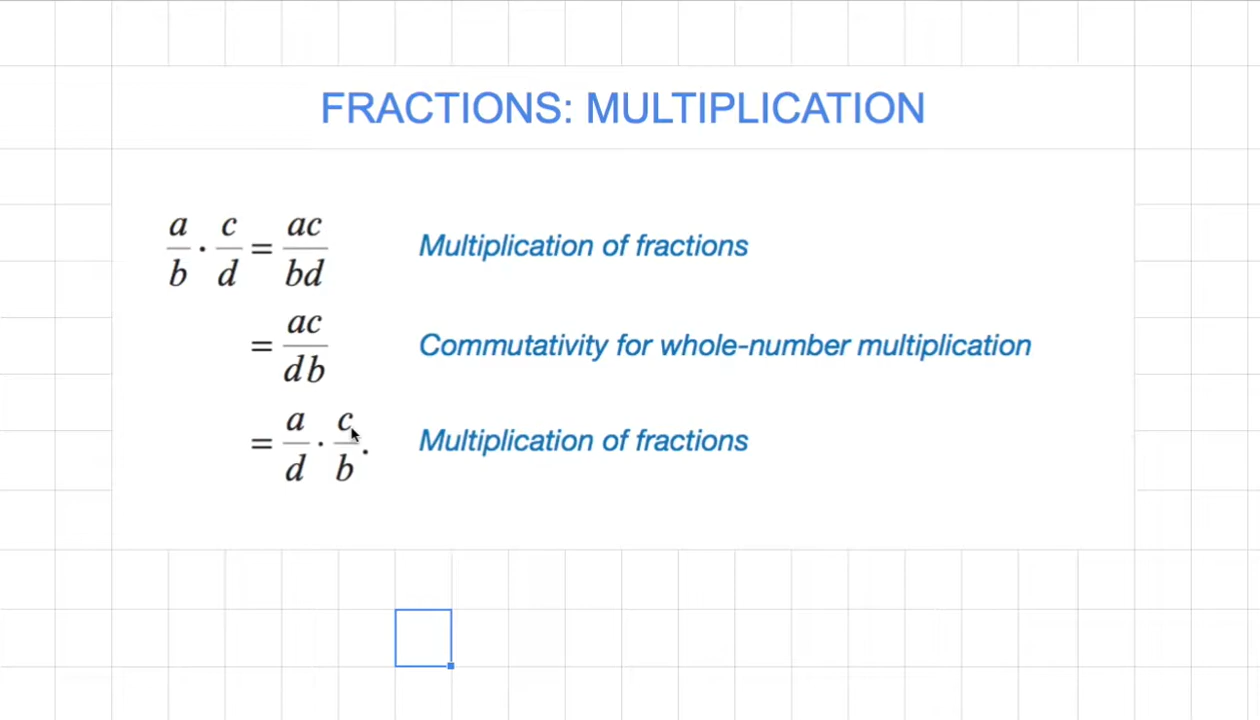 FRACTIONS: MULTIPLICATION
a/b · c/d = ac/bd Multiplication of fractions
= ac/db Commutativity for whole-number multiplication
= a/d · c/b. Multiplication of fractions